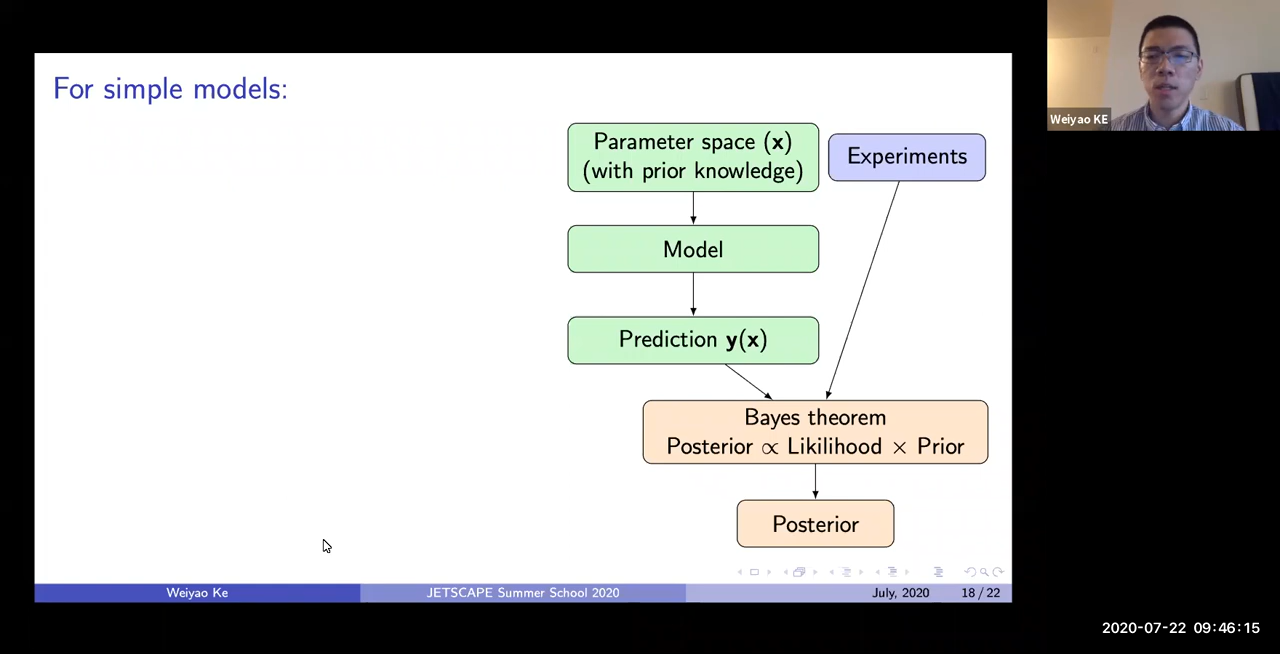 For simple models:
Parameter space (x)
(with prior knowledge)
Experiments
Model
Prediction y(x)
Bayes theorem
Posterior ∝ Likilihood × Prior
Posterior
Weiyao Ke
JETSCAPE Summer School 2020
July, 2020
18 / 22
Weiyao KE
2020-07-22 09:46:15